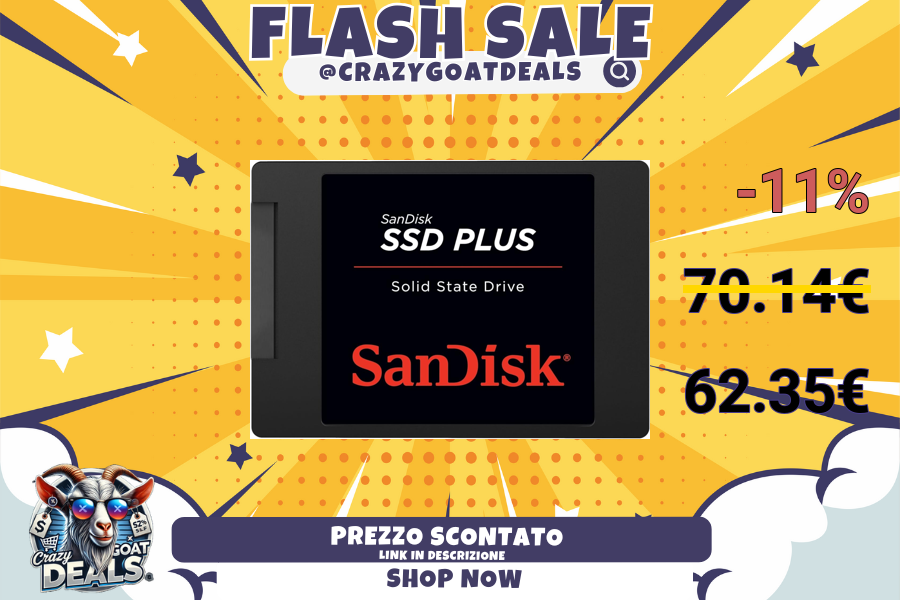 FLASH SALE
@CRAZYGOATDEALS
-11%
SanDisk
SSD PLUS
Solid State Drive
70.14€
SanDisk®
62.35€
$
52%
Crazy
GOAT
DEALS
PREZZO SCONTATO
LINK IN DESCRIZIONE
SHOP NOW